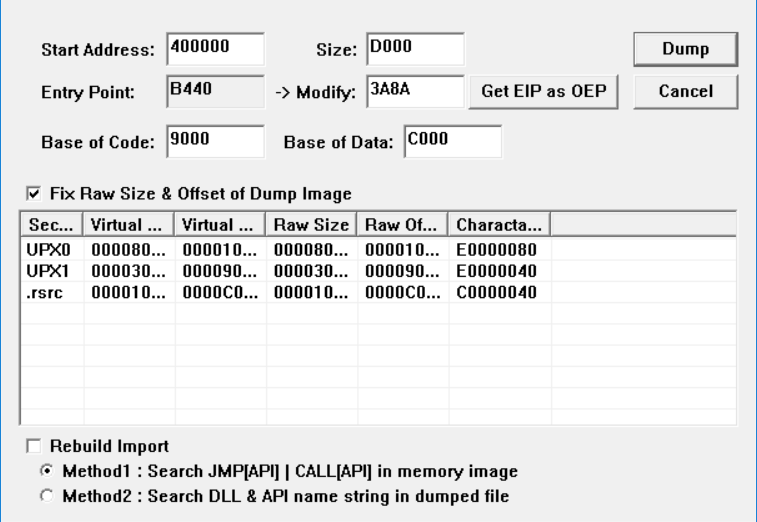 Start Address: 400000 Size: D000 Dump
Entry Point: B440 -> Modify: 3A8A Get EIP as OEP Cancel
Base of Code: 9000 Base of Data: C000
Fix Raw Size & Offset of Dump Image
Sec... Virtual ... Virtual ... Raw Size Raw Of... Characta...
UPX0 000080... 000010... 000080... 000010... E0000080
UPX1 000030... 000090... 000030... 000090... E0000040
.rsrc 000010... 0000C0... 000010... 0000C0... C0000040
Rebuild Import
Method1 : Search JMP[API] | CALL[API] in memory image
Method2 : Search DLL & API name string in dumped file